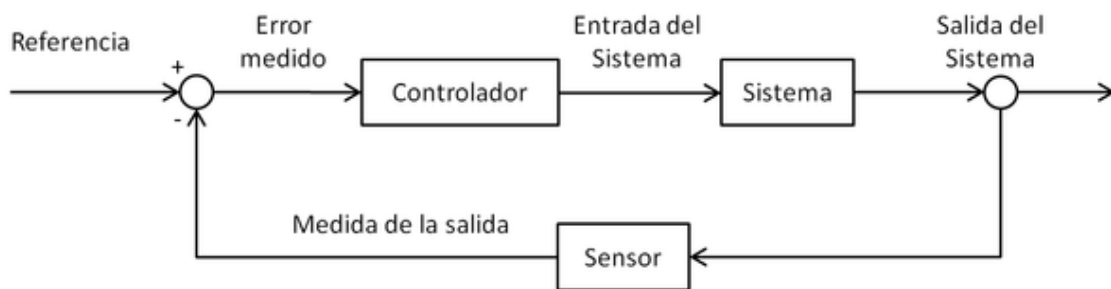 Referencia
+
-
Error
medido
Controlador
Entrada del
Sistema
Sistema
Salida del
Sistema
Medida de la salida
Sensor